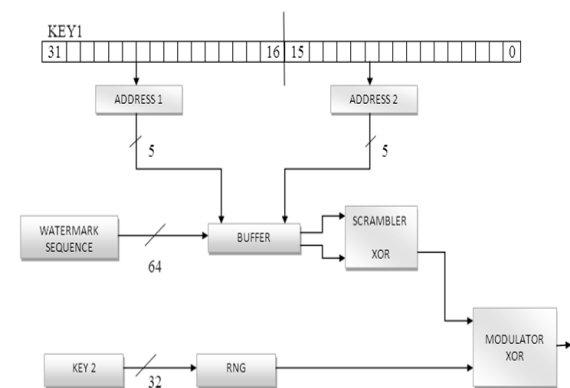 KEY1
31 16 15 0
ADDRESS 1
ADDRESS 2
5
5
WATERMARK
SEQUENCE
64
BUFFER
SCRAMBLER
XOR
MODULATOR
XOR
KEY 2
32
RNG